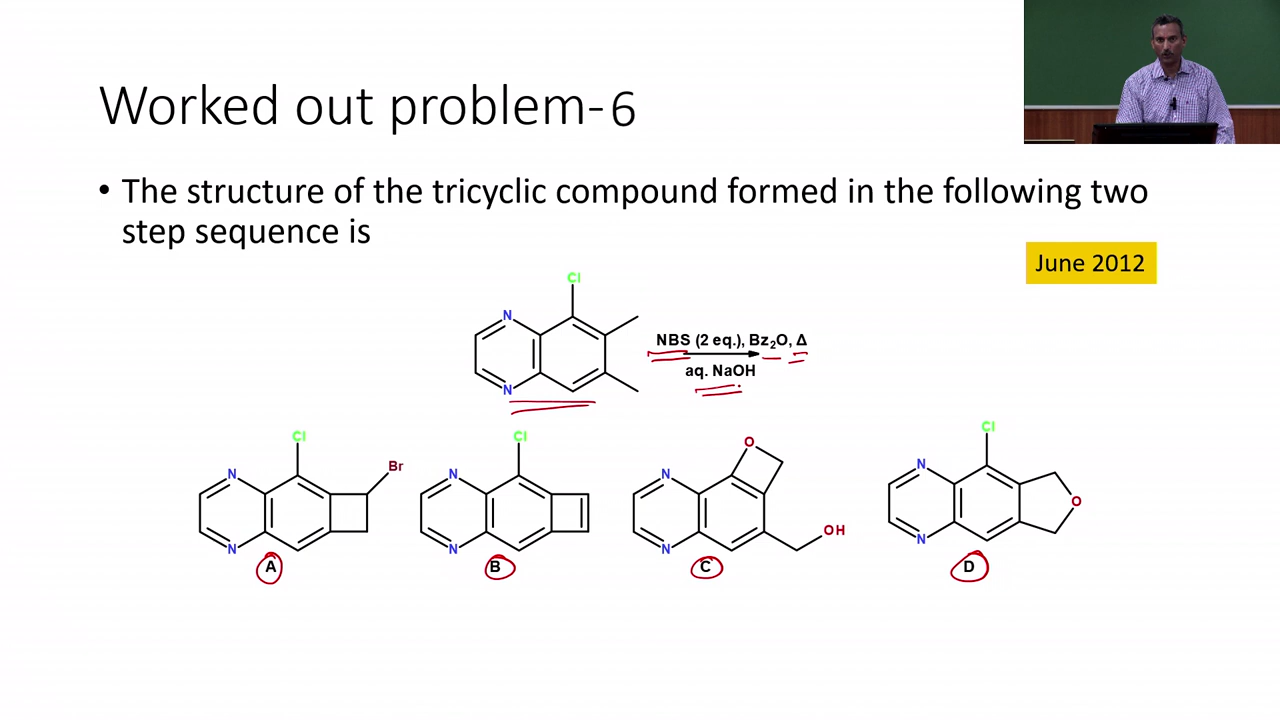 Worked out problem-6
• The structure of the tricyclic compound formed in the following two
step sequence is
June 2012
Cl
N
N
NBS (2 eq.), Bz₂O, Δ
aq. NaOH
Cl
Br
N
N
A
Cl
N
N
B
O
N
N
OH
C
Cl
N
O
N
D